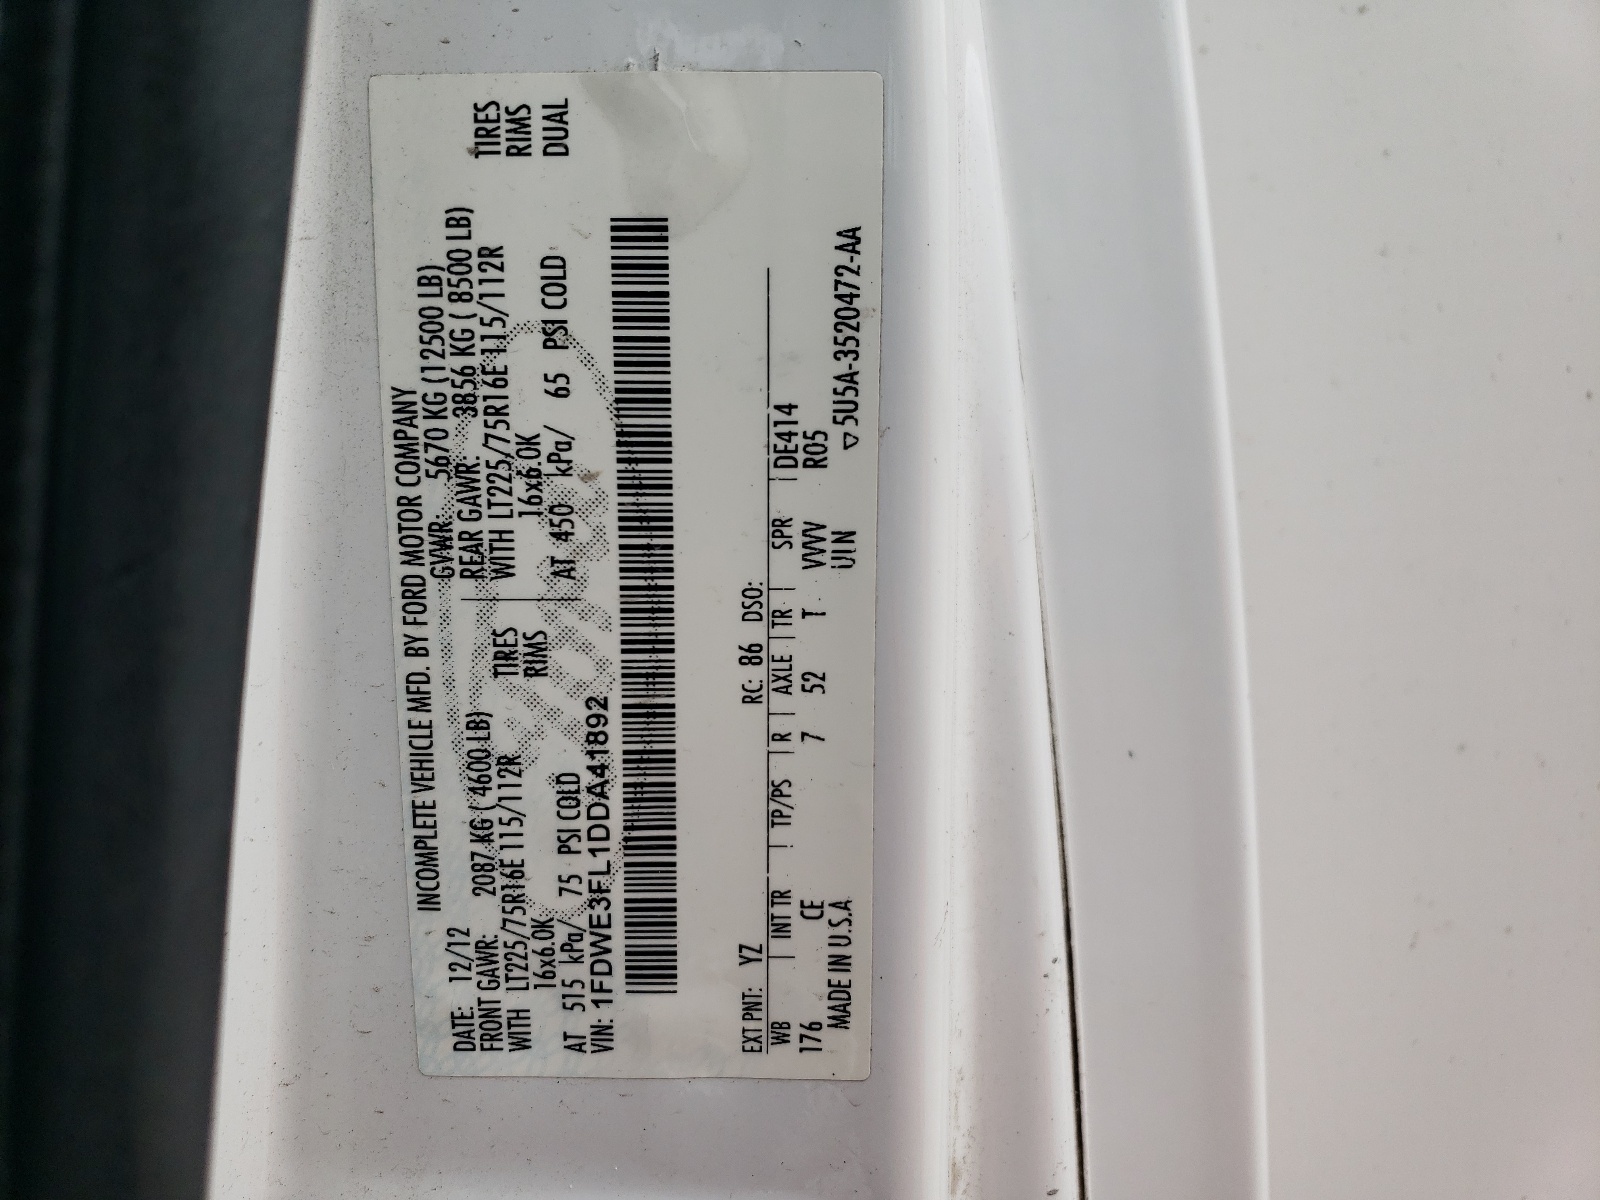 INCOMPLETE VEHICLE MFD. BY FORD MOTOR COMPANY
DATE: 12/12 GVWR: 5670 KG (12500 LB)
FRONT GAWR: 2087 KG ( 4600 LB) REAR GAWR: 3856 KG ( 8500 LB)
WITH LT225/75R16E 115/112R TIRES WITH LT225/75R16E 115/112R TIRES
16x6.0K RIMS 16x6.0K RIMS
AT 515 kPa/ 75 PSI COLD AT 450 kPa/ 65 PSI COLD DUAL
VIN: 1FDWE3FL1DDA41892
EXT PNT: YZ RC: 86 DSO:
WB | INT TR | TP/PS | R | AXLE | TR | SPR | DE414
176 CE 7 52 T VVVV R05
MADE IN U.S.A. UIN ▽5U5A-3520472-AA